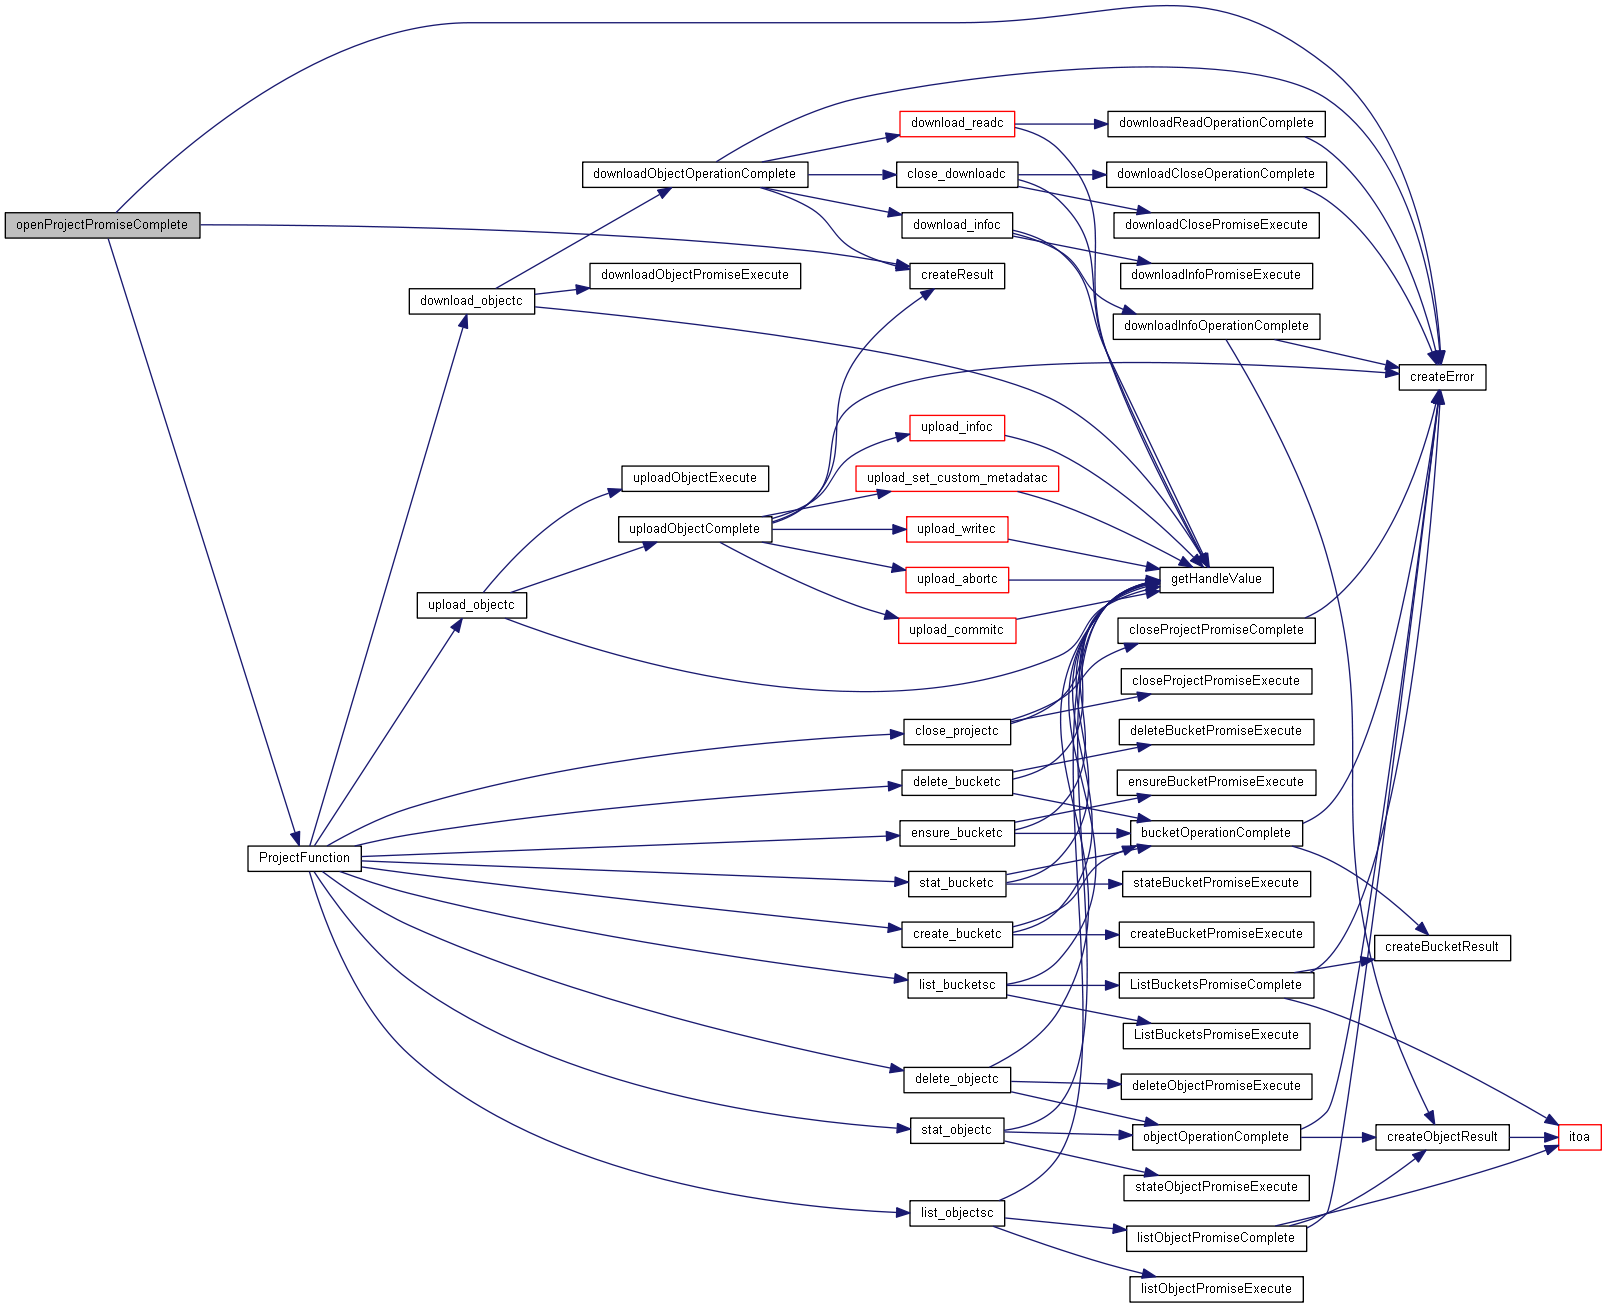 openProjectPromiseComplete
ProjectFunction
download_objectc
upload_objectc
downloadObjectOperationComplete
downloadObjectPromiseExecute
uploadObjectExecute
uploadObjectComplete
download_readc
close_downloadc
download_infoc
createResult
upload_infoc
upload_set_custom_metadatac
upload_writec
upload_abortc
upload_commitc
close_projectc
delete_bucketc
ensure_bucketc
stat_bucketc
create_bucketc
list_bucketsc
delete_objectc
stat_objectc
list_objectsc
downloadReadOperationComplete
downloadCloseOperationComplete
downloadClosePromiseExecute
downloadInfoPromiseExecute
downloadInfoOperationComplete
getHandleValue
closeProjectPromiseComplete
closeProjectPromiseExecute
deleteBucketPromiseExecute
ensureBucketPromiseExecute
bucketOperationComplete
stateBucketPromiseExecute
createBucketPromiseExecute
ListBucketsPromiseComplete
ListBucketsPromiseExecute
deleteObjectPromiseExecute
objectOperationComplete
stateObjectPromiseExecute
listObjectPromiseComplete
listObjectPromiseExecute
createError
createBucketResult
createObjectResult
itoa